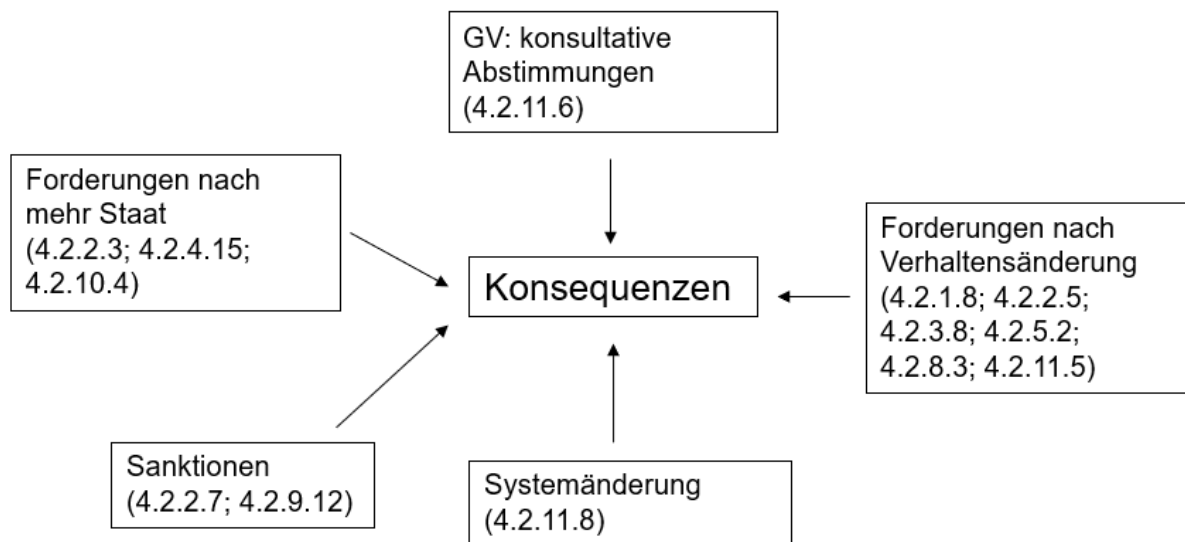 GV: konsultative
Abstimmungen
(4.2.11.6)
Forderungen nach
mehr Staat
(4.2.2.3; 4.2.4.15;
4.2.10.4)
Konsequenzen
Forderungen nach
Verhaltensänderung
(4.2.1.8; 4.2.2.5;
4.2.3.8; 4.2.5.2;
4.2.8.3; 4.2.11.5)
Sanktionen
(4.2.2.7; 4.2.9.12)
Systemänderung
(4.2.11.8)